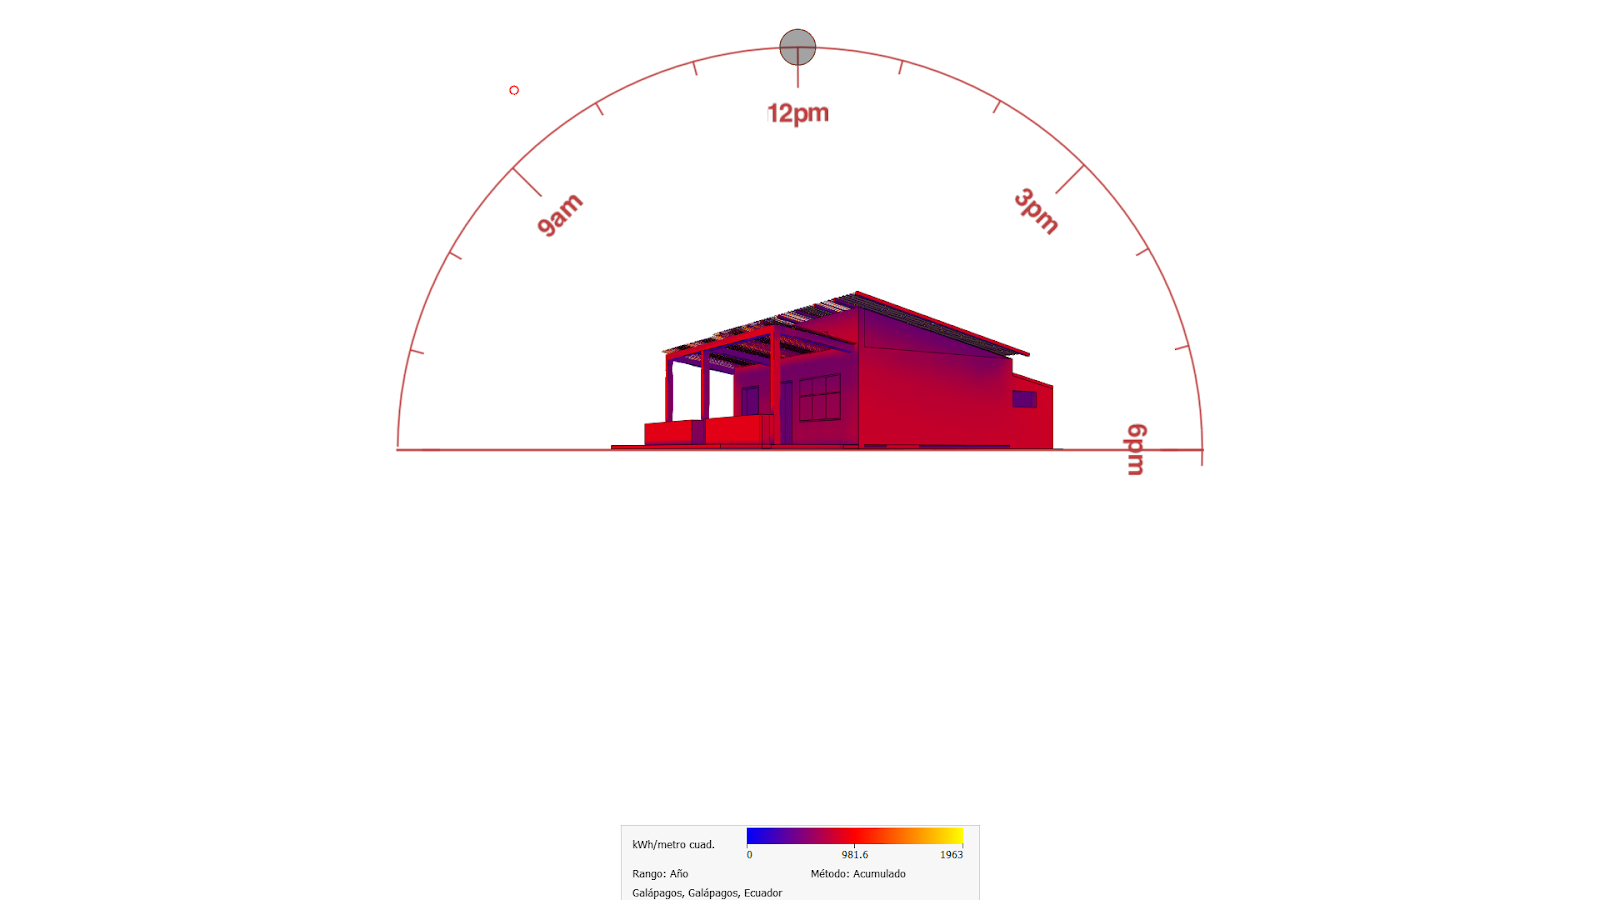 12pm
9am
3pm
6pm
kWh/metro cuad.
0 981.6 1963
Rango: Año Método: Acumulado
Galápagos, Galápagos, Ecuador